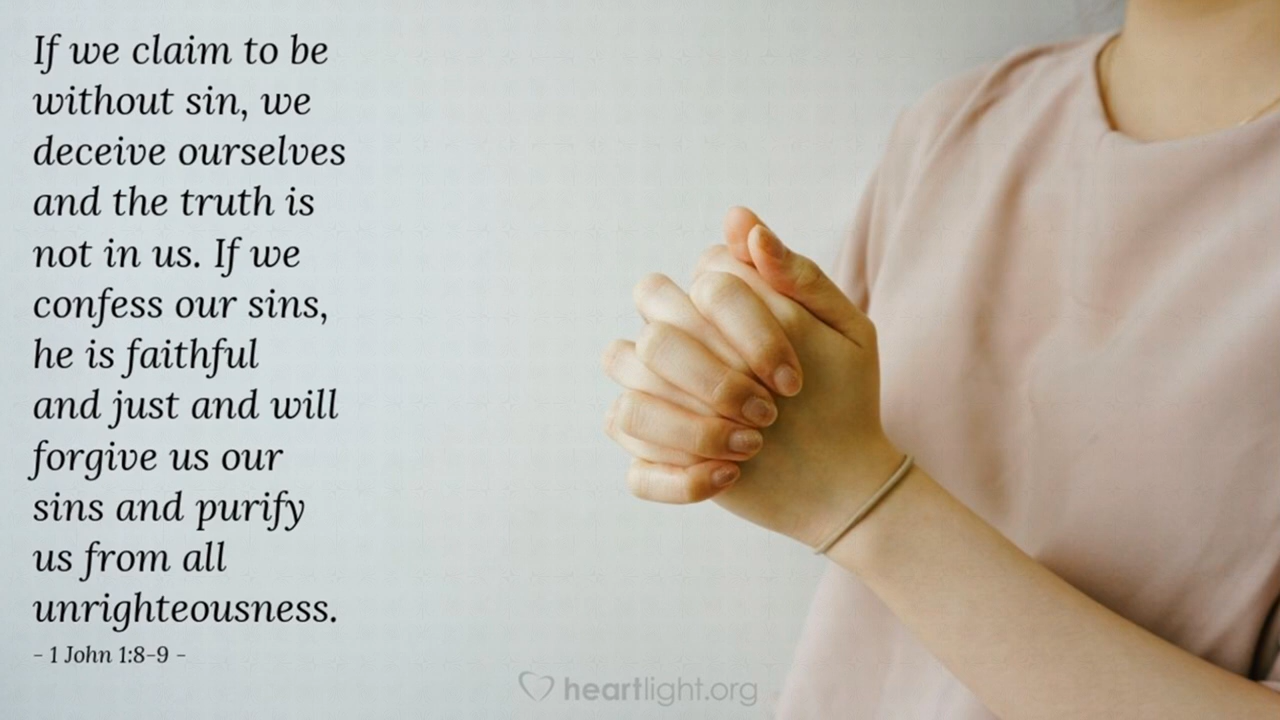 If we claim to be
without sin, we
deceive ourselves
and the truth is
not in us. If we
confess our sins,
he is faithful
and just and will
forgive us our
sins and purify
us from all
unrighteousness.
- 1 John 1:8-9 -
heartlight.org